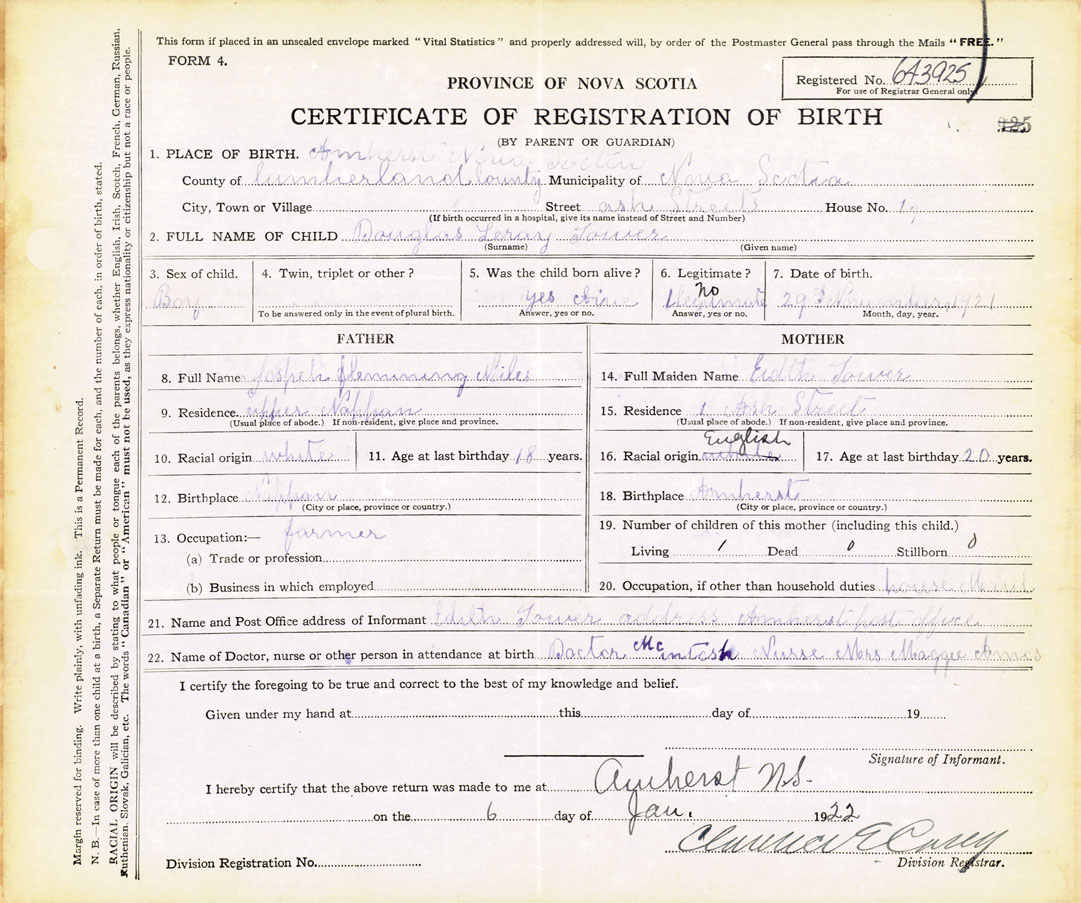 This form if placed in an unsealed envelope marked "Vital Statistics" and properly addressed will, by order of the Postmaster General pass through the Mails "FREE."
FORM 4.
Registered No. 643925
For use of Registrar General only.
PROVINCE OF NOVA SCOTIA
CERTIFICATE OF REGISTRATION OF BIRTH
(BY PARENT OR GUARDIAN)
1. PLACE OF BIRTH. Amherst Nova Scotia
County of Cumberland County Municipality of Nova Scotia
City, Town or Village Street ash Street House No. 1
(If birth occurred in a hospital, give its name instead of Street and Number)
2. FULL NAME OF CHILD Douglas Leray Tower
(Surname) (Given name)
3. Sex of child. 4. Twin, triplet or other? 5. Was the child born alive? 6. Legitimate? 7. Date of birth.
Boy yes No 1921
To be answered only in the event of plural birth. Answer, yes or no. Answer, yes or no. Month, day, year.
FATHER MOTHER
8. Full Name Flemming 14. Full Maiden Name Tower
9. Residence. upper Nappan 15. Residence 1 Ash Street
(Usual place of abode.) If non-resident, give place and province. (Usual place of abode.) If non-resident, give place and province.
10. Racial origin white 11. Age at last birthday 18 years. 16. Racial origin English 17. Age at last birthday 20 years.
12. Birthplace Nappan 18. Birthplace Amherst
(City or place, province or country.) (City or place, province or country.)
13. Occupation:— farmer 19. Number of children of this mother (including this child.)
(a) Trade or profession Living 1 Dead 0 Stillborn 0
(b) Business in which employed 20. Occupation, if other than household duties house Maid
21. Name and Post Office address of Informant Edith Tower address Amherst post office
22. Name of Doctor, nurse or other person in attendance at birth Doctor McIntosh Nurse Mrs Maggie Amos
I certify the foregoing to be true and correct to the best of my knowledge and belief.
Given under my hand at this day of 19
Signature of Informant.
I hereby certify that the above return was made to me at Amherst N.S.
on the 6 day of Jan. 1922
Clarence E Casey
Division Registrar.
Division Registration No.
Margin reserved for binding. Write plainly, with unfading ink. This is a Permanent Record.
N. B.—In case of more than one child at a birth, a Separate Return must be made for each, and the number of each, in order of birth, stated.
RACIAL ORIGIN will be described by stating to what people or tongue each of the parents belongs, whether English, Irish, Scotch, French, German, Russian,
Ruthenian, Slovak, Galician, etc. The words "Canadian" or "American" must not be used, as they express nationality or citizenship but not a race or people.